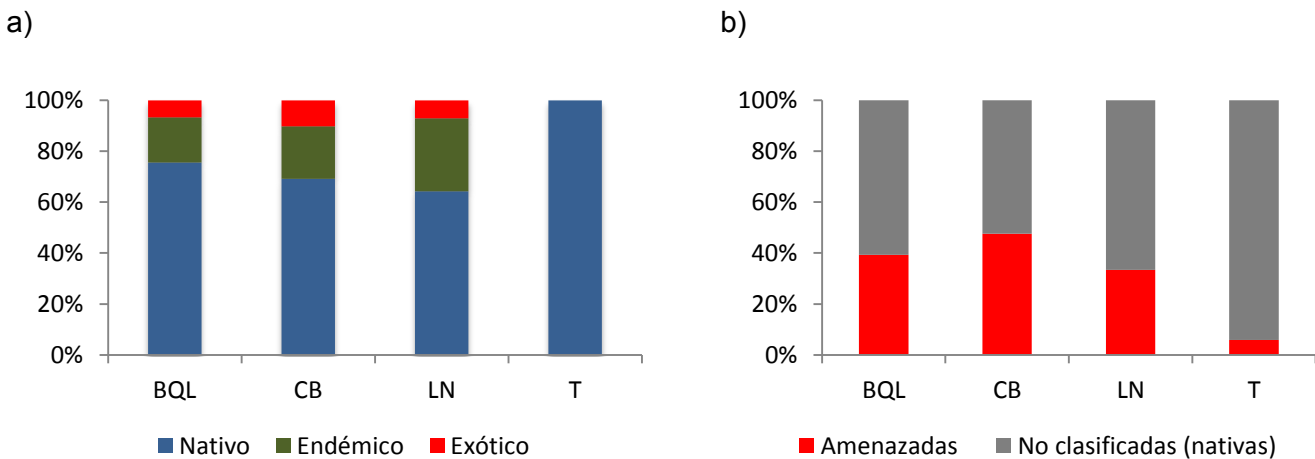 a)
100%
80%
60%
40%
20%
0%
BQL CB LN T
Nativo Endémico Exótico
b)
100%
80%
60%
40%
20%
0%
BQL CB LN T
Amenazadas No clasificadas (nativas)